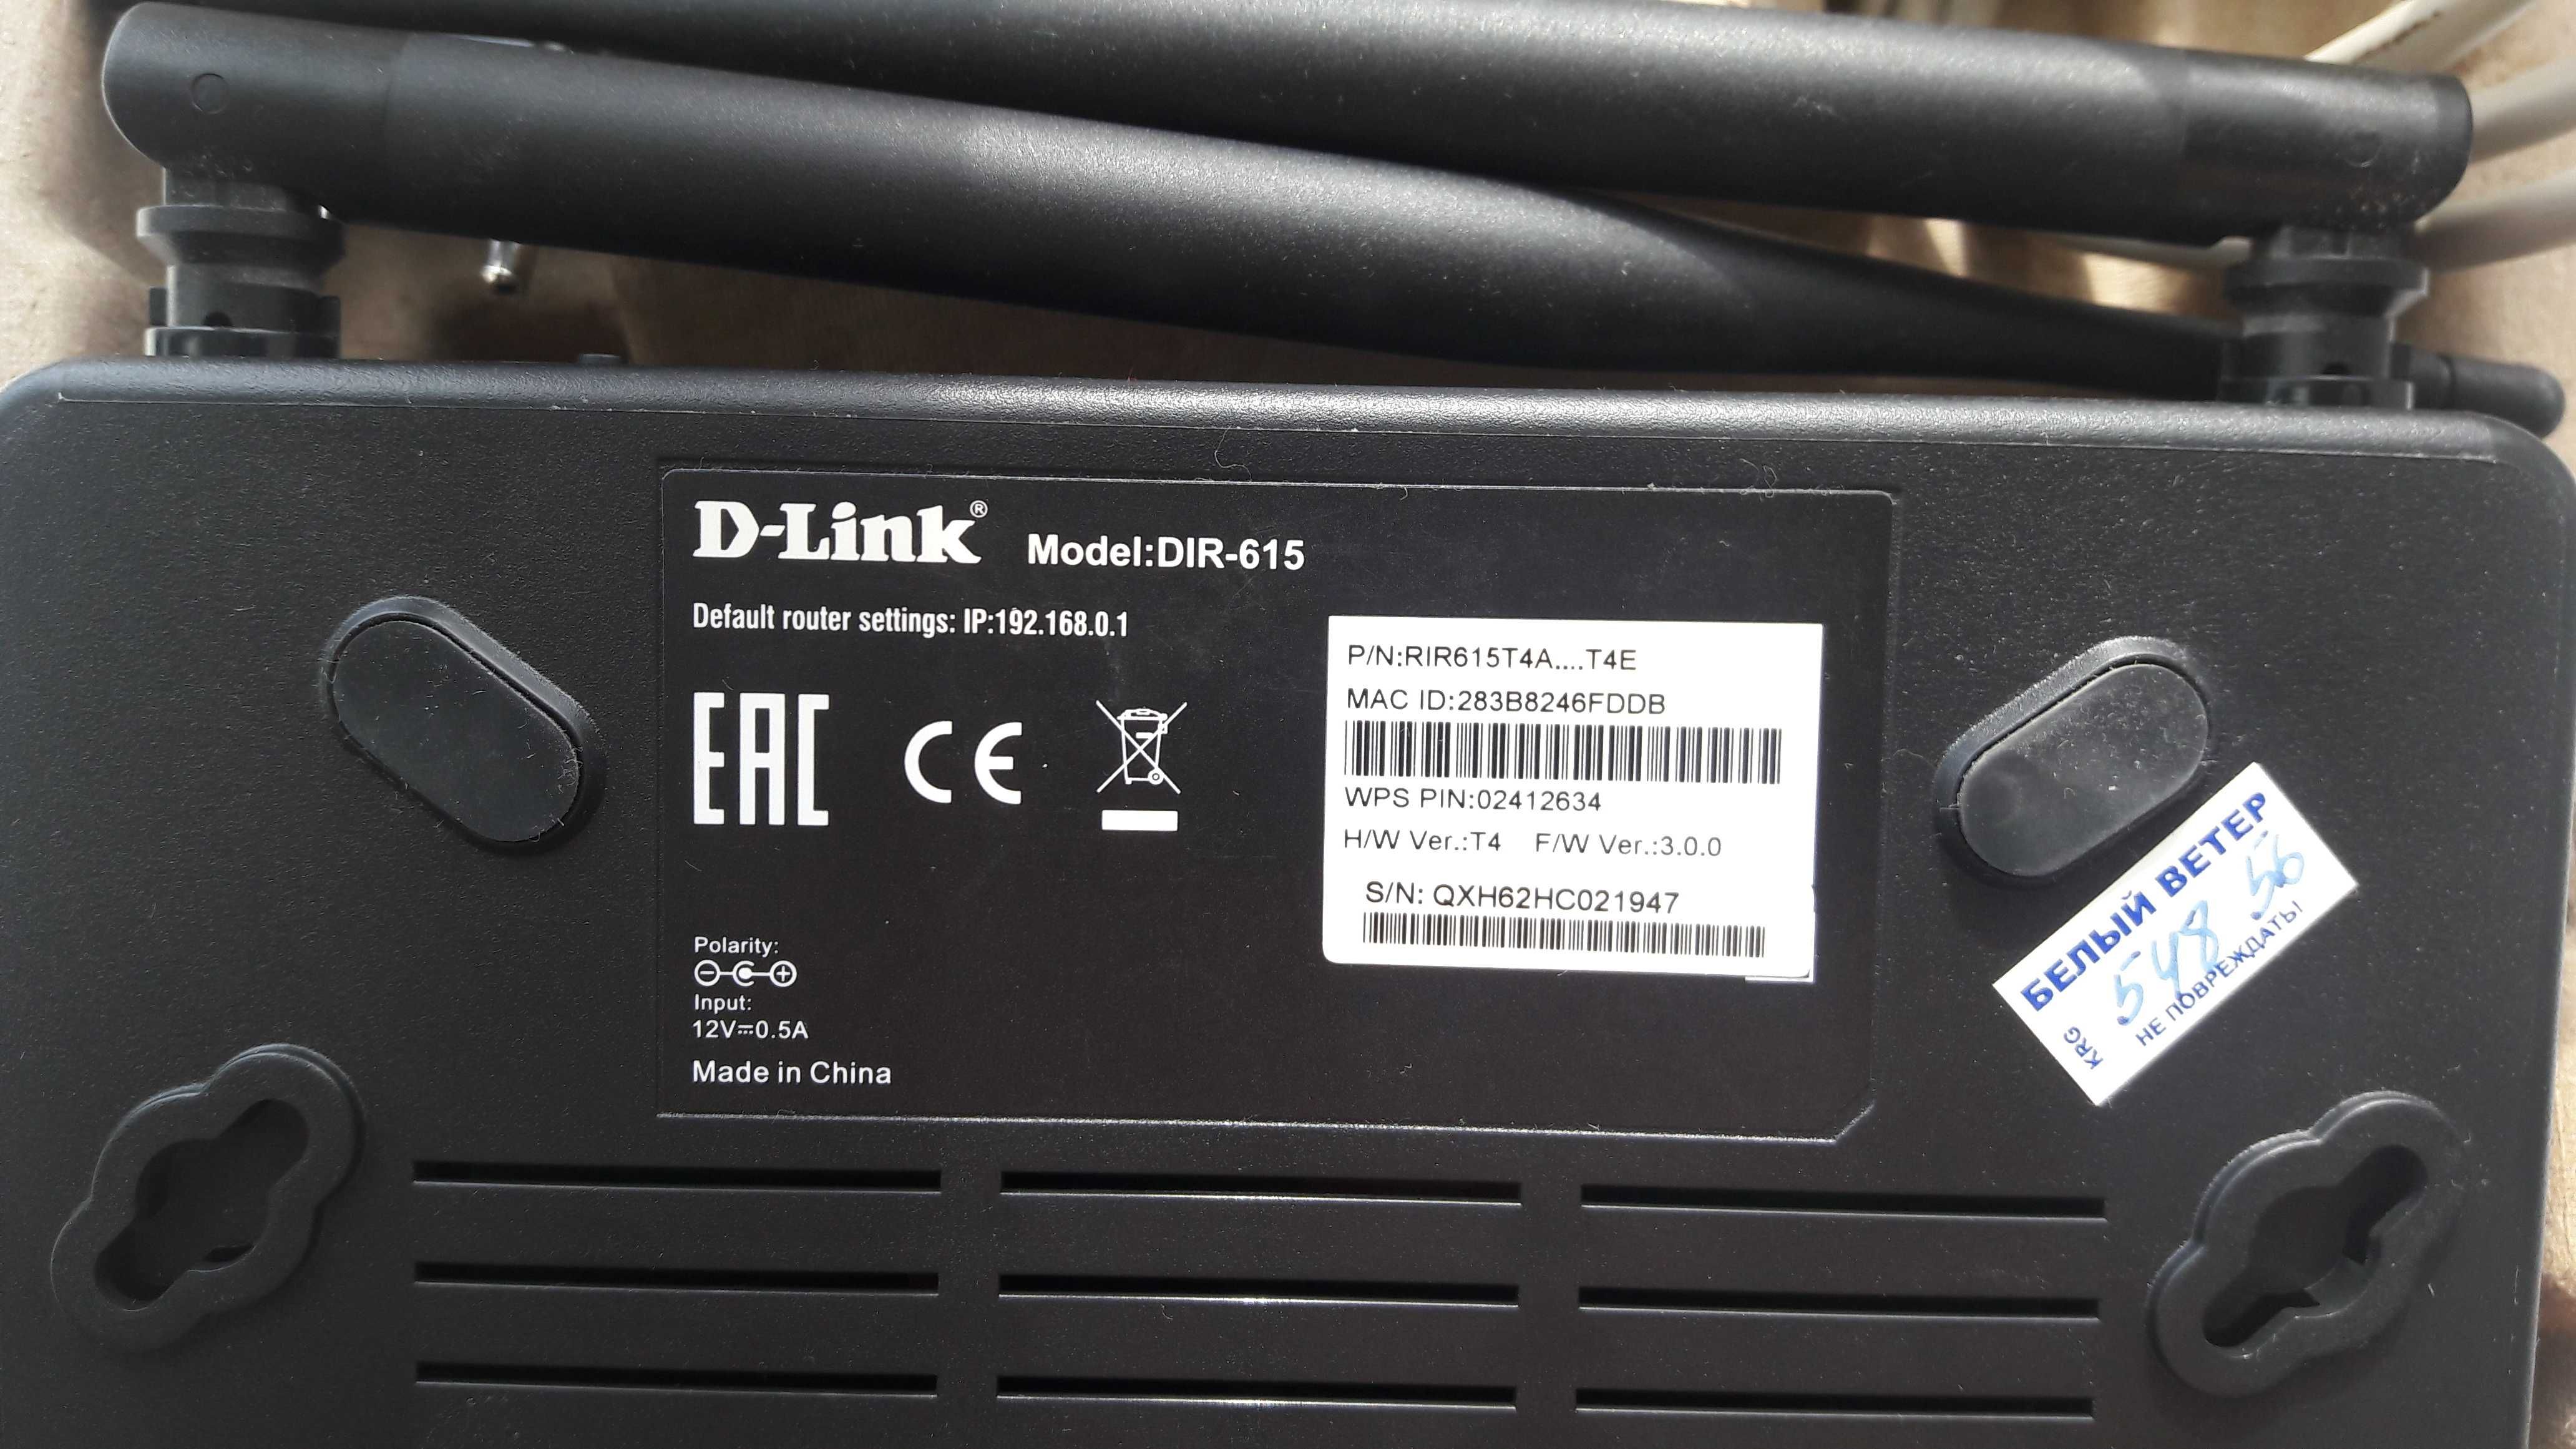 D-Link® Model:DIR-615
Default router settings: IP:192.168.0.1
EAC CE
P/N:RIR615T4A....T4E
MAC ID:283B8246FDDB
WPS PIN:02412634
H/W Ver.:T4 F/W Ver.:3.0.0
S/N: QXH62HC021947
Polarity:
Input:
12V⎓0.5A
Made in China
БЕЛЫЙ ВЕТЕР
548 56
KRG НЕ ПОВРЕЖДАТЬ!